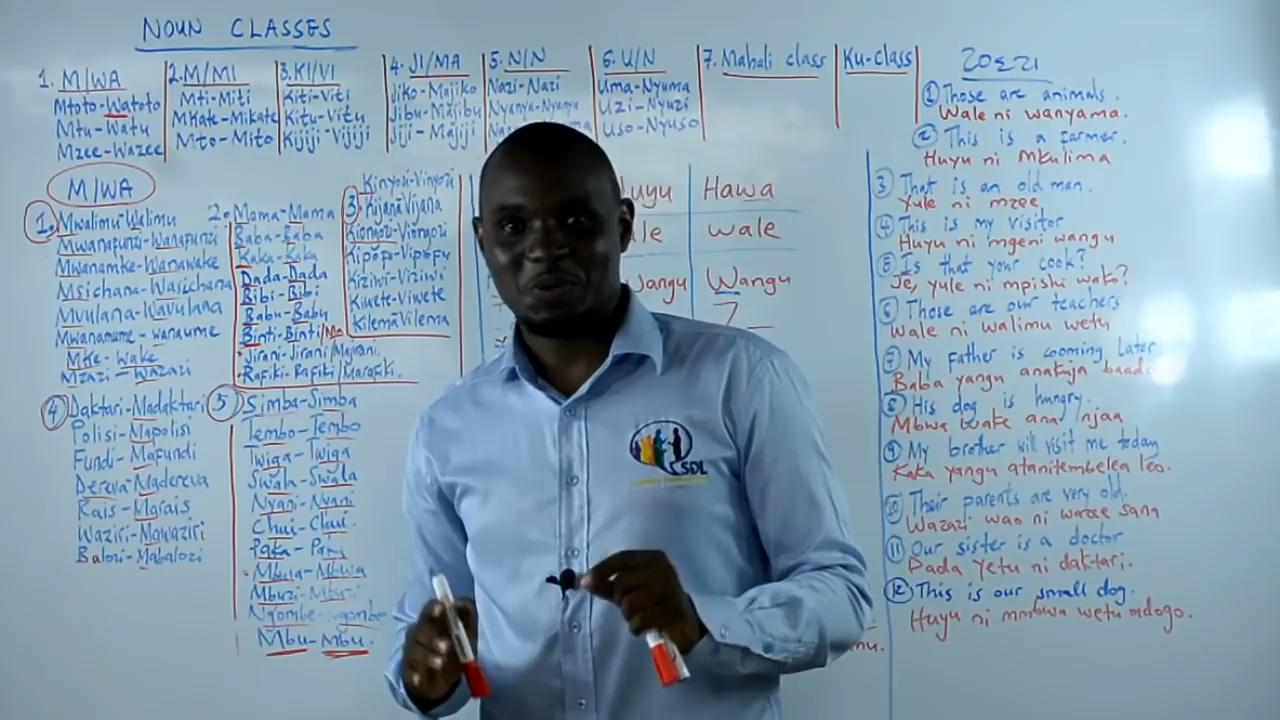 NOUN CLASSES
1. M/WA
Mtoto-Watoto
Mtu-Watu
Mzee-Wazee
2. M/MI
Mti-Miti
Mkate-Mikate
Mto-Mito
3. KI/VI
Kiti-Viti
Kitu-Vitu
Kijiji-Vijiji
4. JI/MA
Jiko-Majiko
Jibu-Majibu
Jiji-Majiji
5. N/N
Nazi-Nazi
Nyanya-Nyanya
6. U/N
Uma-Nyuma
Uzi-Nyuzi
Uso-Nyuso
7. Mahali class
Ku-Class
M/WA
1. Mwalimu-Walimu
Mwanafunzi-Wanafunzi
Mwanamke-Wanawake
Msichana-Wasichana
Mvulana-Wavulana
Mwanamume-wanaume
Mke-wake
Mzazi-wazazi
2. Mama-Mama
Baba-Baba
Kaka-Kaka
Dada-Dada
Bibi-Bibi
Babu-Babu
Binti-Binti/Ma
Jirani-Jirani/Majirani
Rafiki-Rafiki/Marafiki.
3. Kinyozi-Vinyozi
Kijana Vijana
Kiongozi-Viongozi
Kipofu-Vipofu
Kiziwi-Viziwi
Kiwete-Viwete
Kilema Vilema
4 Daktari-Madaktari
Polisi-Mapolisi
Fundi-Mafundi
Dereva-Madereva
Rais-Marais
Waziri-Mawaziri
Balozi-Mabalozi
5 Simba-Simba
Tembo-Tembo
Twiga-Twiga
Swala-Swala
Nyani-Nyani
Chui-Chui.
Paka-Paka
Mbwa-Mbwa
Mbuzi-Mbuzi
Ngombe-Ngombe
Mbu-Mbu.
Hawa
wale
Wangu
7
ZOEZI
1 Those are animals.
Wale ni wanyama.
2 This is a farmer.
Huyu ni Mkulima
3 That is an old man.
Yule ni mzee
4 This is my visitor
Huyu ni mgeni wangu
5 Is that your cook?
Je, yule ni mpishi wako?
6 Those are our teachers
Wale ni walimu wetu
7 My father is cooming Later
Baba yangu anakuja baad
8 His dog is hungry.
Mbwa wake ana njaa
9 My brother will visit me today
Kaka yangu atanitembelea leo.
10 Their parents are very old.
Wazazi wao ni wazee sana
11 Our sister is a doctor
Dada yetu ni daktari.
12 This is our small dog.
Huyu ni mmbwa wetu mdogo.
CSDL